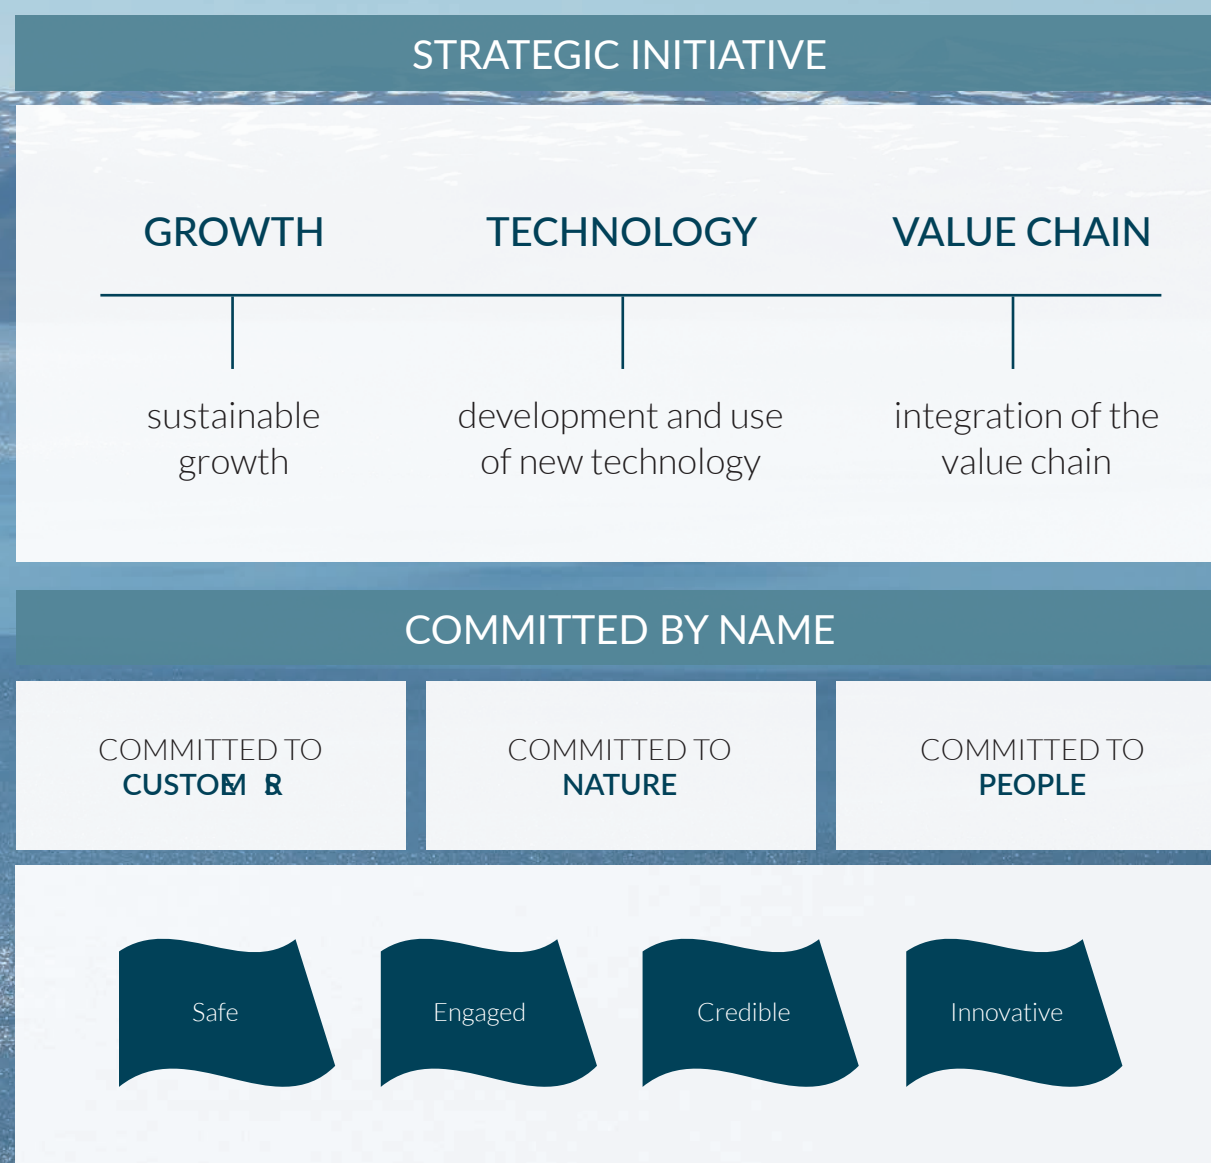 STRATEGIC INITIATIVE
GROWTH
TECHNOLOGY
VALUE CHAIN
sustainable
growth
development and use
of new technology
integration of the
value chain
COMMITTED BY NAME
COMMITTED TO
COMMITTED TO
NATURE
COMMITTED TO
PEOPLE
Safe
Engaged
Credible
Innovative